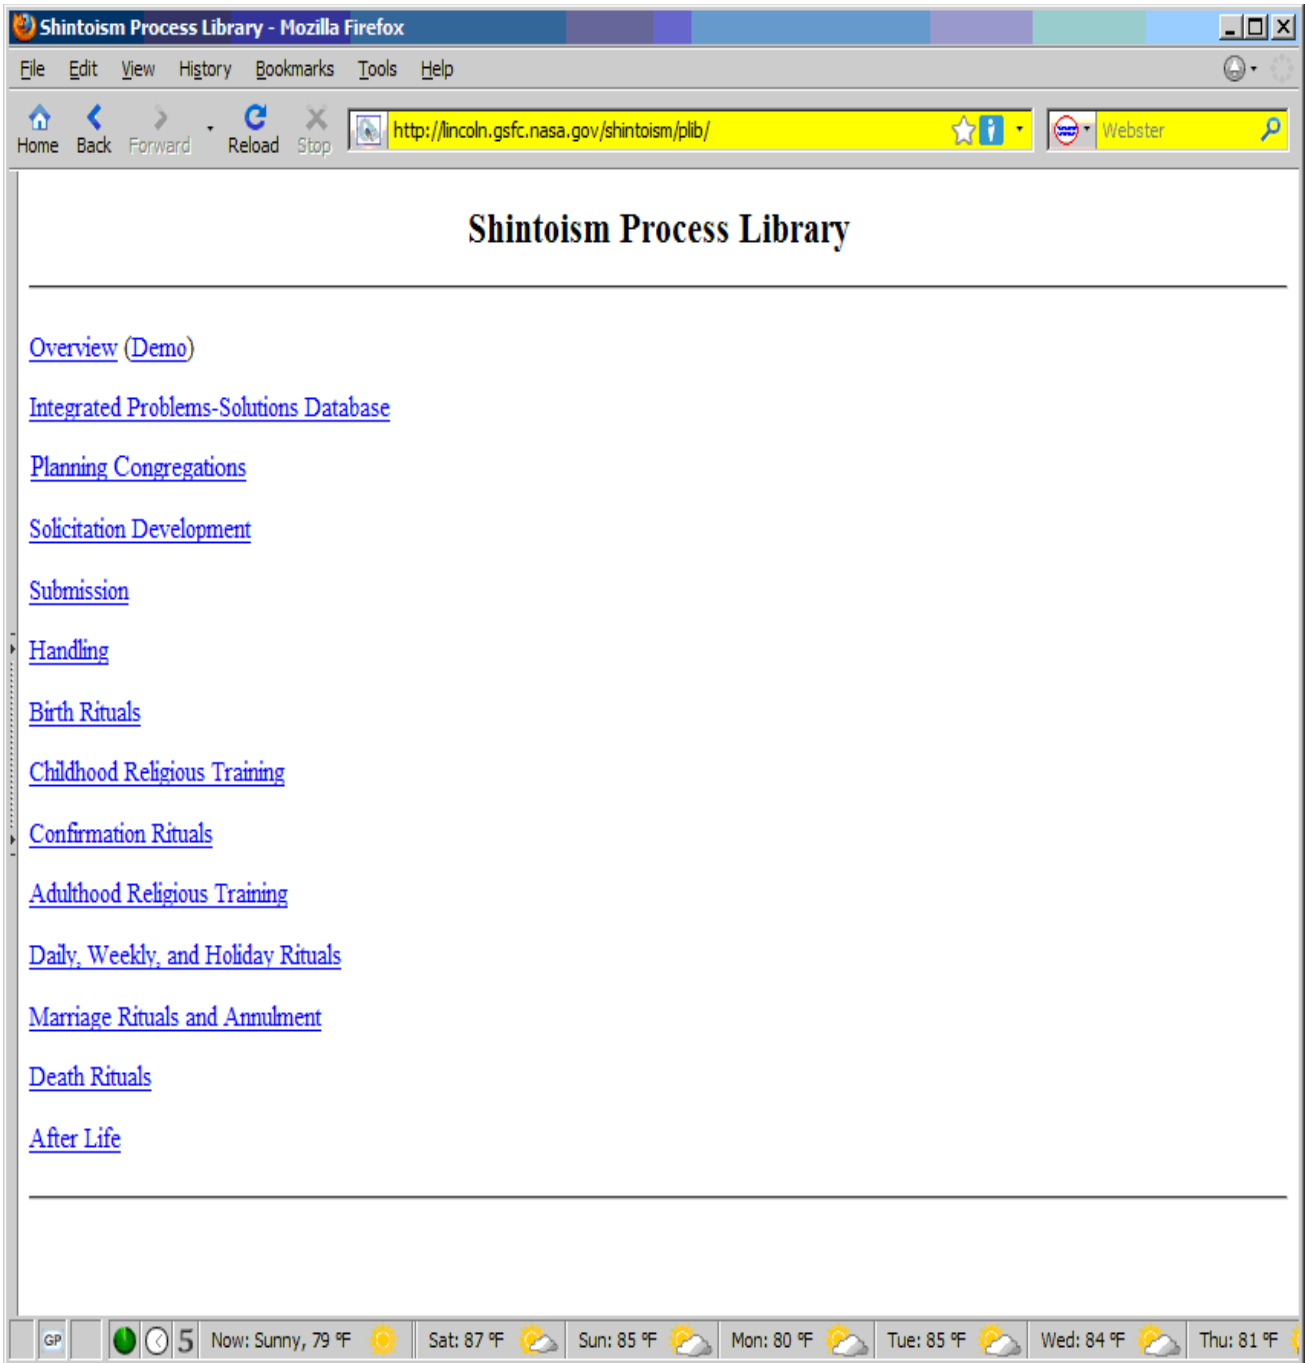 Shintoism Process Library - Mozilla Firefox
File Edit View History Bookmarks Tools Help
Home Back Forward Reload Stop http://lincoln.gsfc.nasa.gov/shintoism/plib/ Webster
Shintoism Process Library
Overview (Demo)
Integrated Problems-Solutions Database
Planning Congregations
Solicitation Development
Submission
Handling
Birth Rituals
Childhood Religious Training
Confirmation Rituals
Adulthood Religious Training
Daily, Weekly, and Holiday Rituals
Marriage Rituals and Annulment
Death Rituals
After Life
GP 5 Now: Sunny, 79 °F Sat: 87 °F Sun: 85 °F Mon: 80 °F Tue: 85 °F Wed: 84 °F Thu: 81 °F